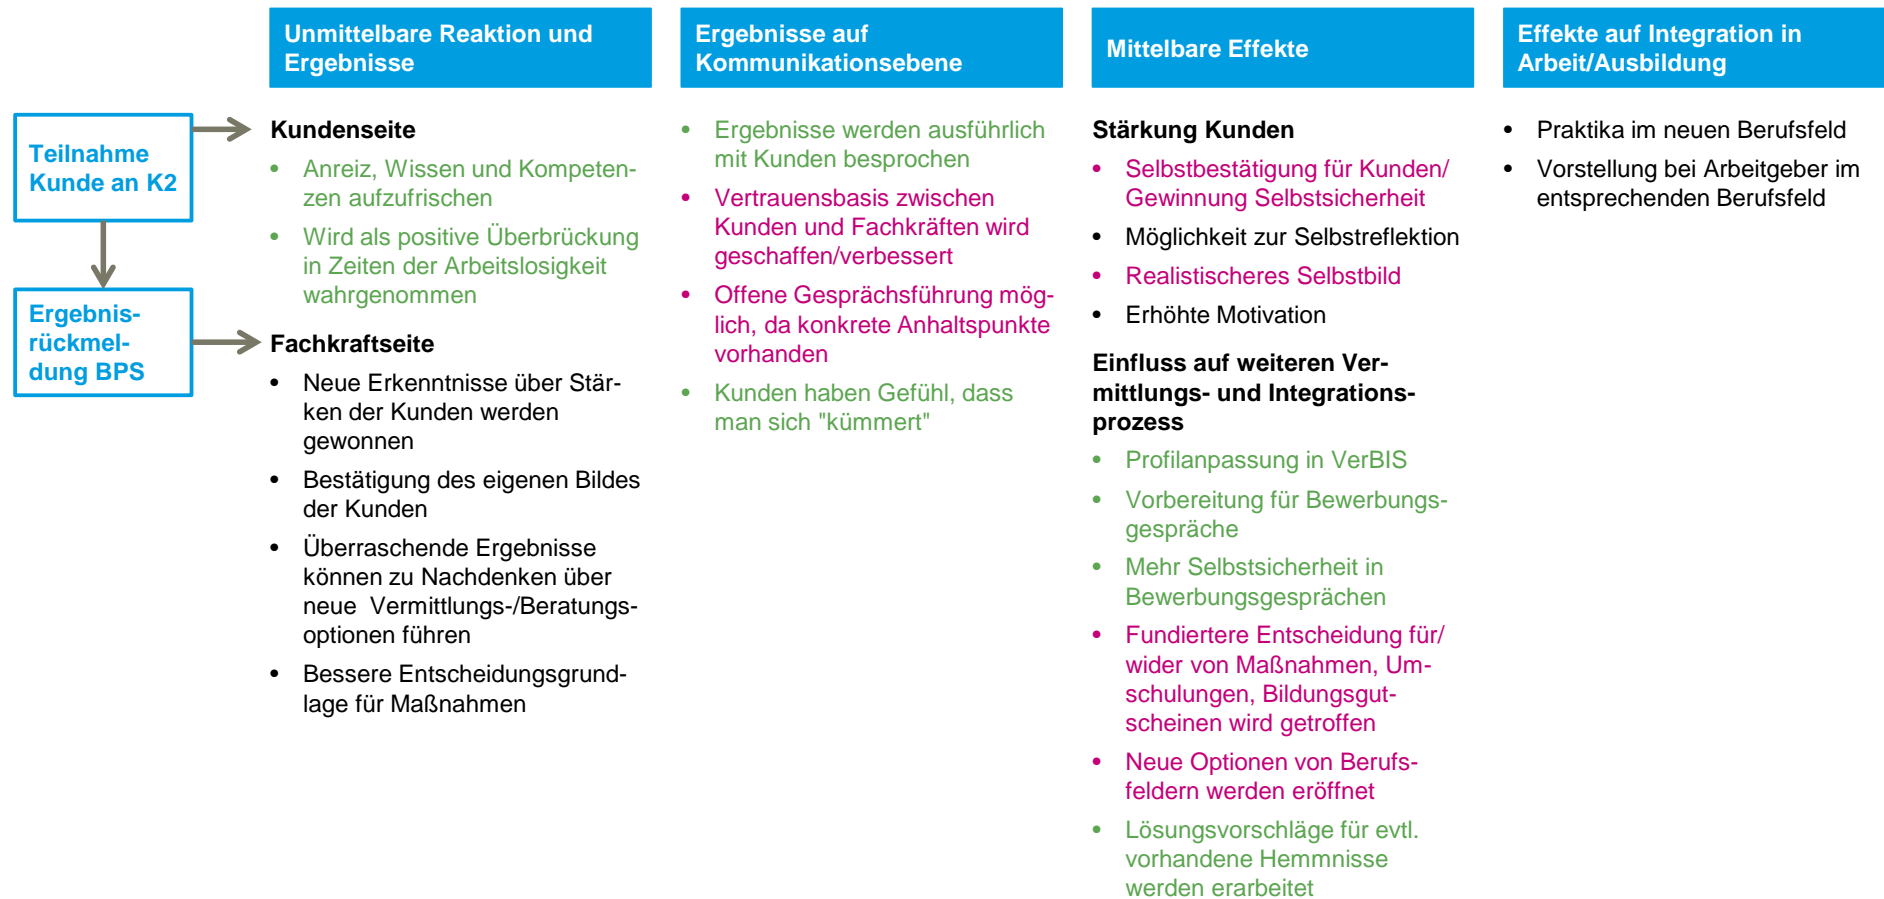 Unmittelbare Reaktion und
Ergebnisse
Ergebnisse auf
Kommunikationsebene
Mittelbare Effekte
Effekte auf Integration in
Arbeit/Ausbildung
Teilnahme
Kunde an K2
Ergebnis-
rückmel-
dung BPS
Kundenseite
• Anreiz, Wissen und Kompeten-
zen aufzufrischen
• Wird als positive Überbrückung
in Zeiten der Arbeitslosigkeit
wahrgenommen
Fachkraftseite
• Neue Erkenntnisse über Stär-
ken der Kunden werden
gewonnen
• Bestätigung des eigenen Bildes
der Kunden
• Überraschende Ergebnisse
können zu Nachdenken über
neue Vermittlungs-/Beratungs-
optionen führen
• Bessere Entscheidungsgrund-
lage für Maßnahmen
• Ergebnisse werden ausführlich
mit Kunden besprochen
• Vertrauensbasis zwischen
Kunden und Fachkräften wird
geschaffen/verbessert
• Offene Gesprächsführung mög-
lich, da konkrete Anhaltspunkte
vorhanden
• Kunden haben Gefühl, dass
man sich "kümmert"
Stärkung Kunden
• Selbstbestätigung für Kunden/
Gewinnung Selbstsicherheit
• Möglichkeit zur Selbstreflektion
• Realistischeres Selbstbild
• Erhöhte Motivation
Einfluss auf weiteren Ver-
mittlungs- und Integrations-
prozess
• Profilanpassung in VerBIS
• Vorbereitung für Bewerbungs-
gespräche
• Mehr Selbstsicherheit in
Bewerbungsgesprächen
• Fundiertere Entscheidung für/
wider von Maßnahmen, Um-
schulungen, Bildungsgut-
scheinen wird getroffen
• Neue Optionen von Berufs-
feldern werden eröffnet
• Lösungsvorschläge für evtl.
vorhandene Hemmnisse
werden erarbeitet
• Praktika im neuen Berufsfeld
• Vorstellung bei Arbeitgeber im
entsprechenden Berufsfeld